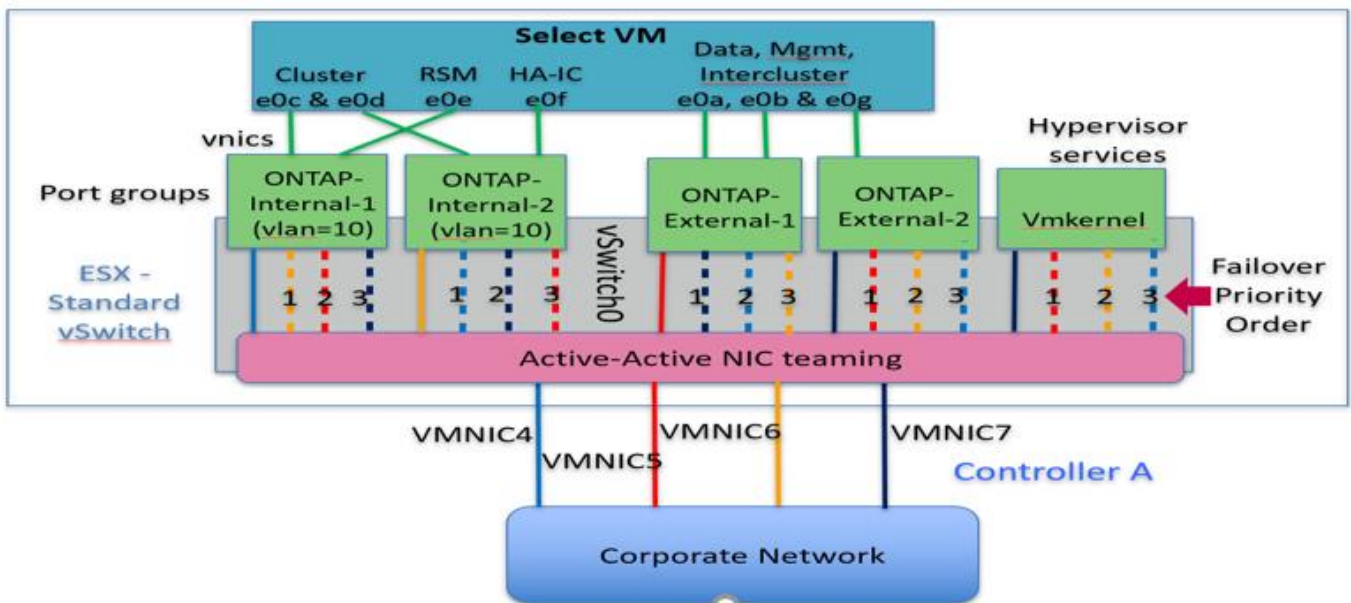 Select VM
Cluster
e0c & e0d
RSM
e0e
HA-IC
e0f
Data, Mgmt,
Intercluster
e0a, e0b & e0g
vnics
Hypervisor
services
Port groups
ONTAP-
Internal-1
(vlan=10)
ONTAP-
Internal-2
(vlan=10)
ONTAP-
External-1
ONTAP-
External-2
Vmkernel
vSwitch0
ESX -
Standard
vSwitch
1 2 3
1 2 3
1 2 3
1 2 3
1 2 3
Failover
Priority
Order
Active-Active NIC teaming
VMNIC4
VMNIC5
VMNIC6
VMNIC7
Controller A
Corporate Network